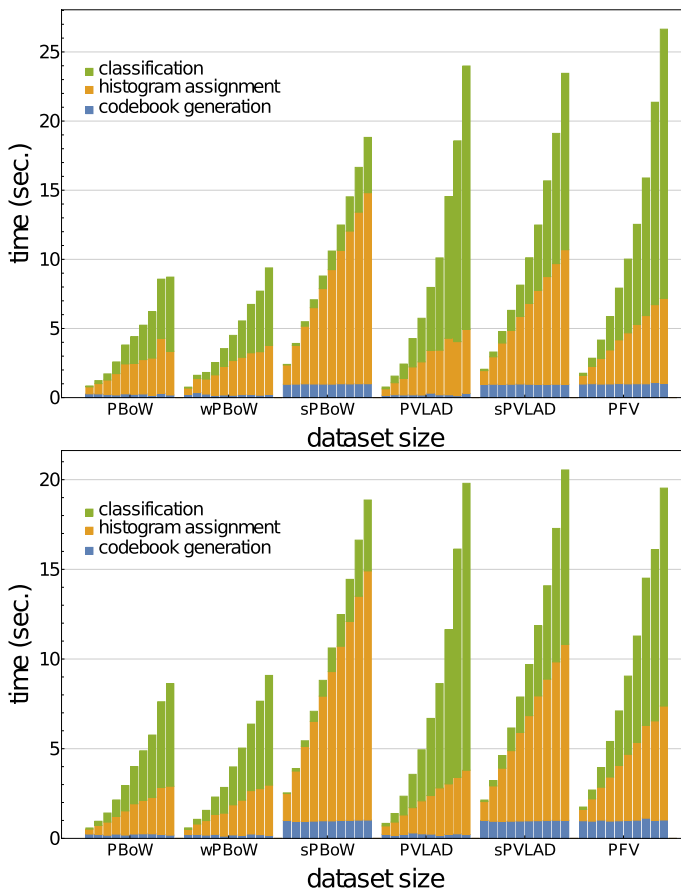 25
20
15
10
5
0
time (sec.)
classification
histogram assignment
codebook generation
PBoW wPBoW sPBoW PVLAD sPVLAD PFV
dataset size
20
15
10
5
0
time (sec.)
classification
histogram assignment
codebook generation
PBoW wPBoW sPBoW PVLAD sPVLAD PFV
dataset size